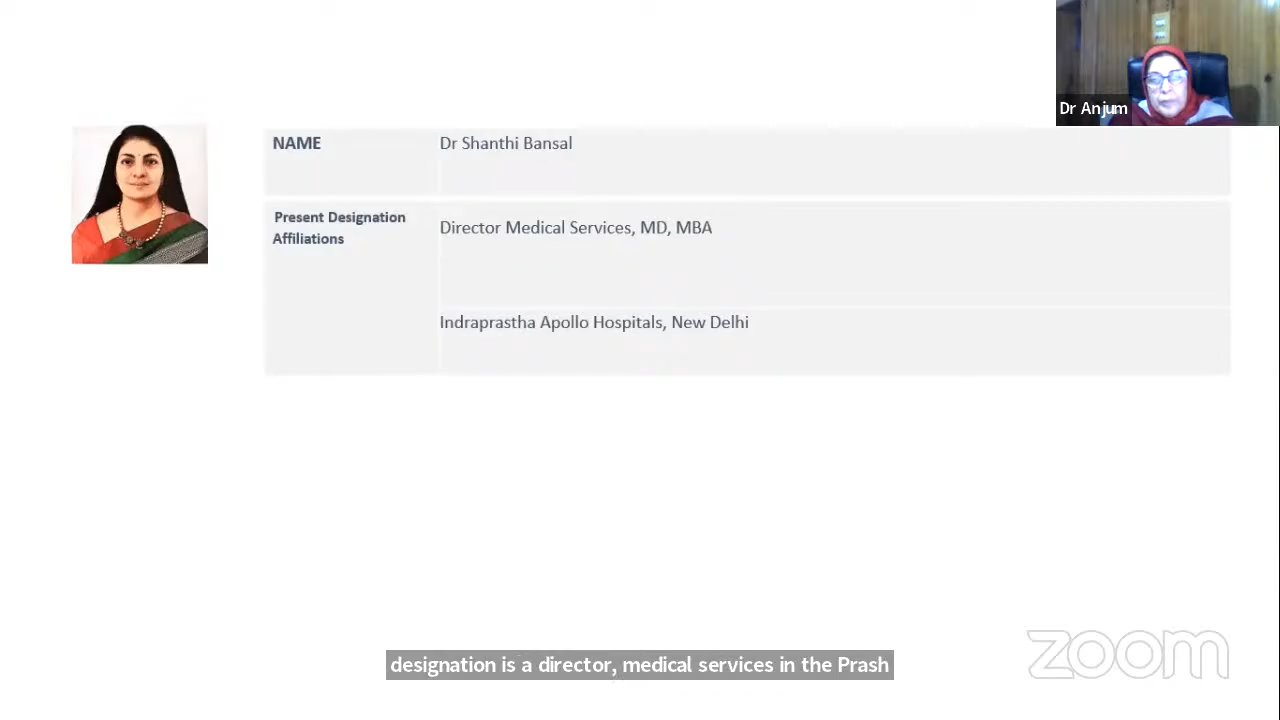 Dr Anjum
NAME
Dr Shanthi Bansal
Present Designation
Affiliations
Director Medical Services, MD, MBA
Indraprastha Apollo Hospitals, New Delhi
designation is a director, medical services in the Prash
zoom